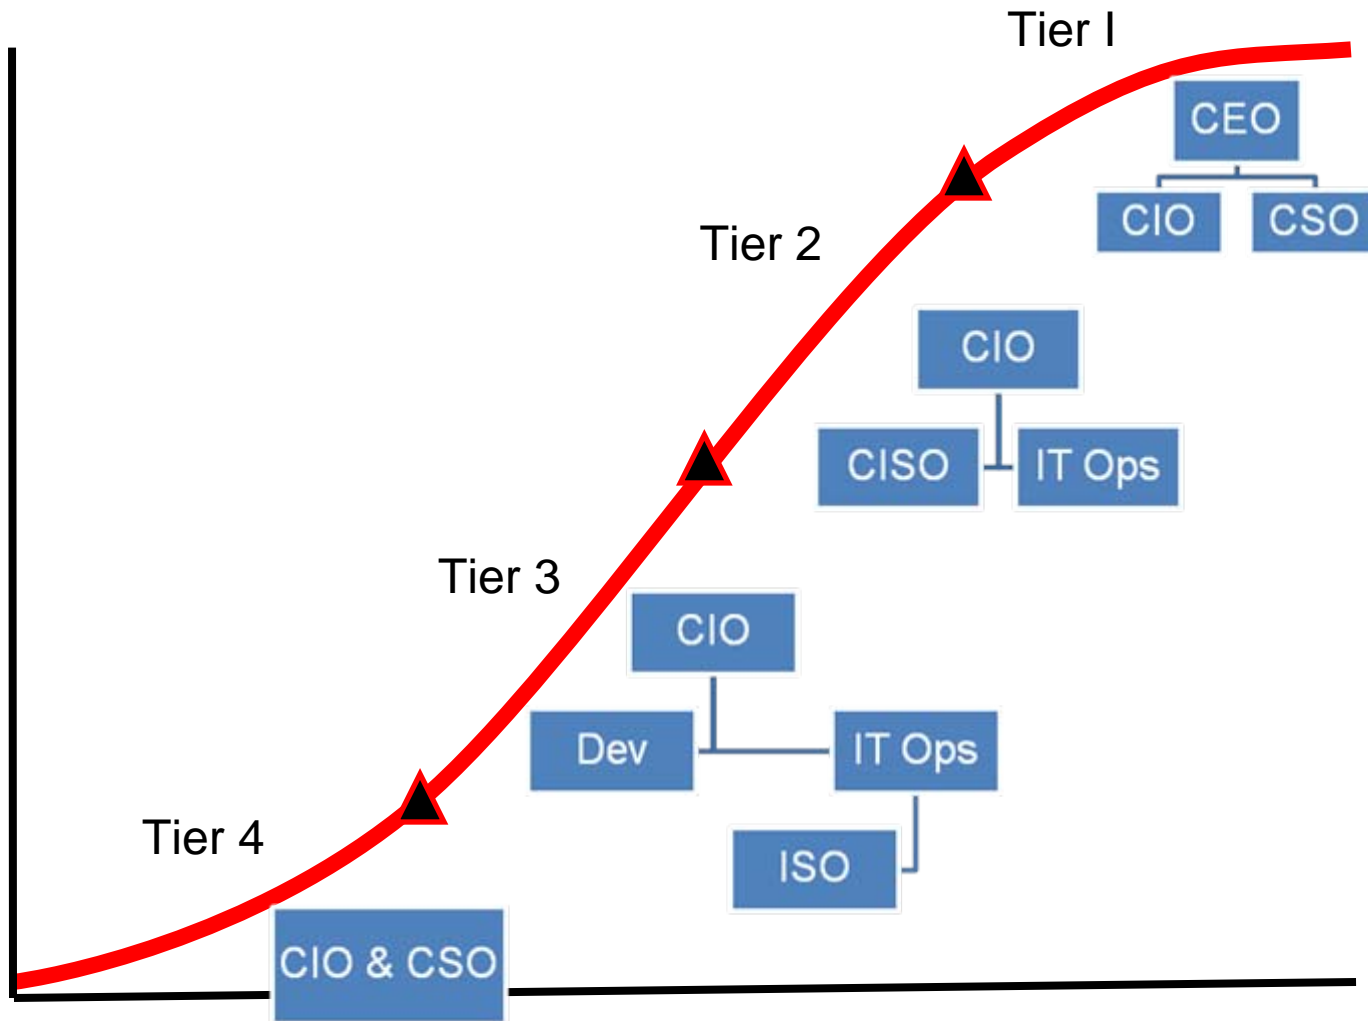 Tier I
CEO
CIO
CSO
Tier 2
CIO
CISO
IT Ops
Tier 3
CIO
Dev
IT Ops
ISO
Tier 4
CIO & CSO